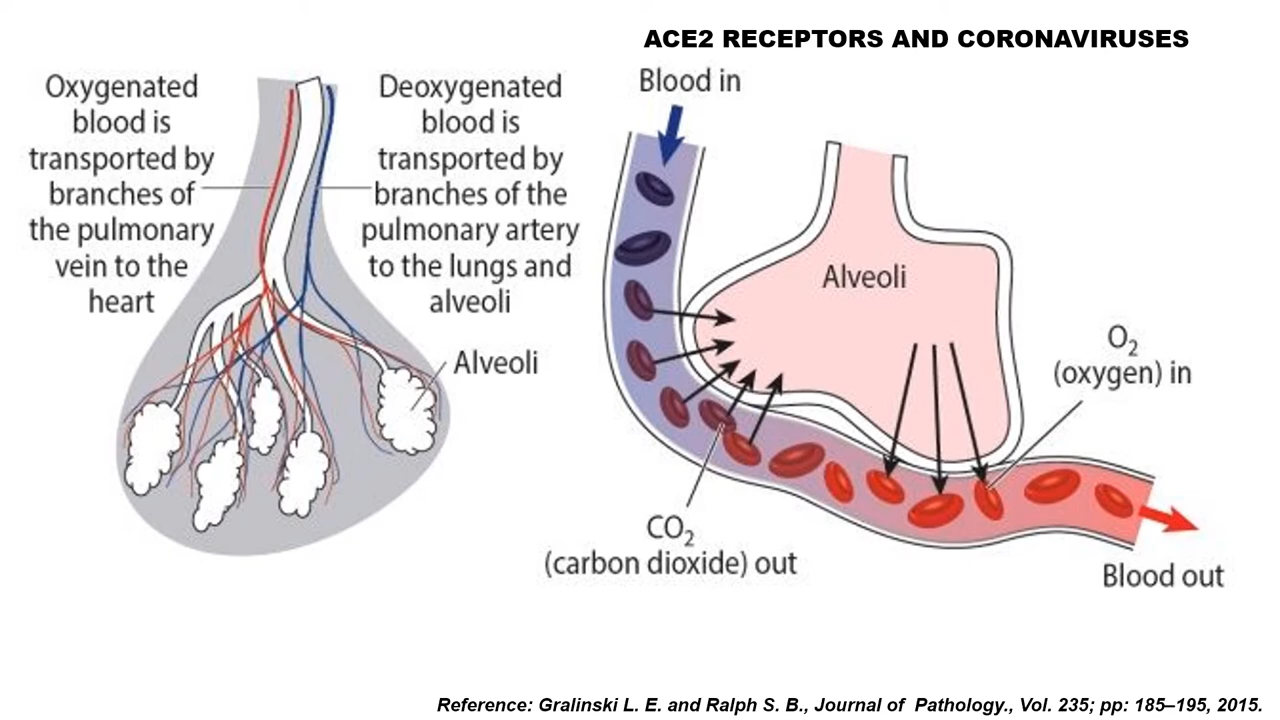 ACE2 RECEPTORS AND CORONAVIRUSES
Oxygenated
blood is
transported by
branches of
the pulmonary
vein to the
heart
Deoxygenated
blood is
transported by
branches of the
pulmonary artery
to the lungs and
alveoli
Alveoli
Blood in
Alveoli
O₂
(oxygen) in
CO₂
(carbon dioxide) out
Blood out
Reference: Gralinski L. E. and Ralph S. B., Journal of Pathology., Vol. 235; pp: 185–195, 2015.